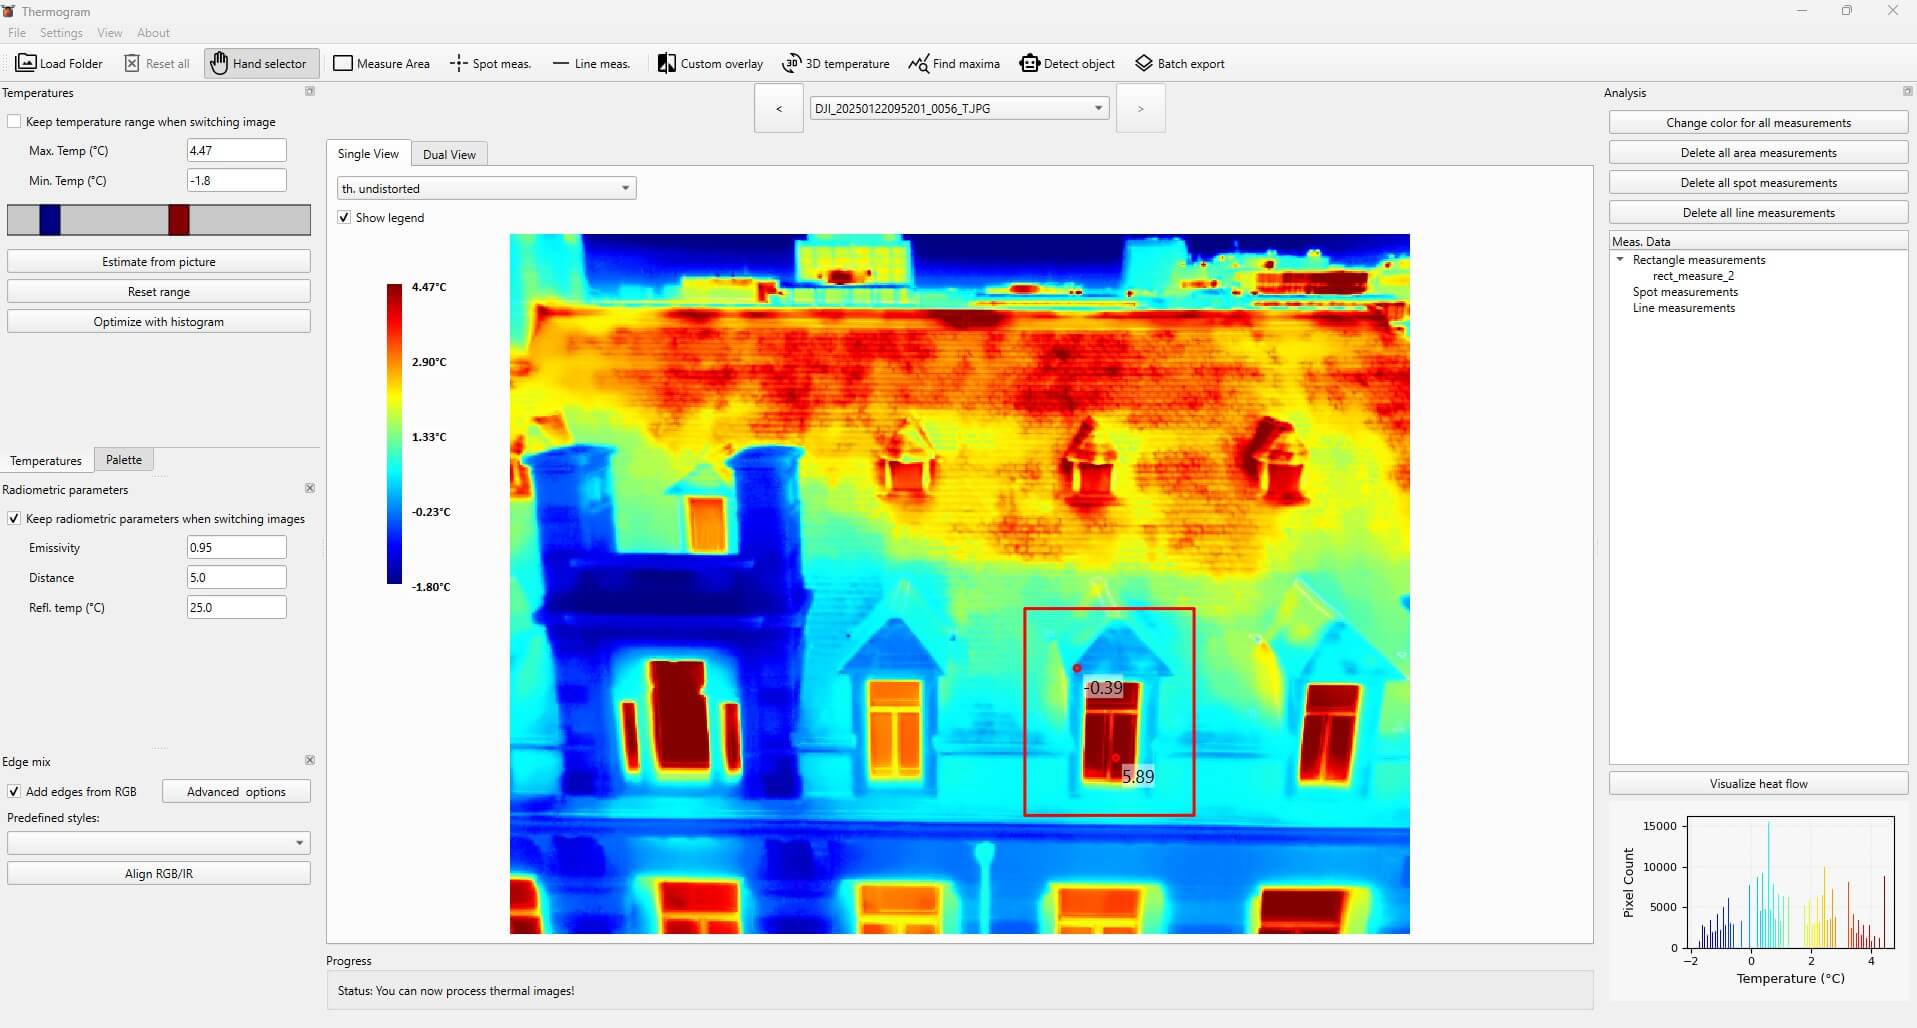 Thermogram
File Settings View About
Load Folder Reset all Hand selector Measure Area Spot meas. Line meas. Custom overlay 3D temperature Find maxima Detect object Batch export
Temperatures
Keep temperature range when switching image
Max. Temp (°C) 4.47
Min. Temp (°C) -1.8
Estimate from picture
Reset range
Optimize with histogram
Temperatures Palette
Radiometric parameters
Keep radiometric parameters when switching images
Emissivity 0.95
Distance 5.0
Refl. temp (°C) 25.0
Edge mix
Add edges from RGB Advanced options
Predefined styles:
Align RGB/IR
< DJI_20250122095201_0056_T.JPG >
Single View Dual View
th. undistorted
Show legend
4.47°C
2.90°C
1.33°C
-0.23°C
-1.80°C
-0.39
5.89
Progress
Status: You can now process thermal images!
Analysis
Change color for all measurements
Delete all area measurements
Delete all spot measurements
Delete all line measurements
Meas. Data
Rectangle measurements
rect_measure_2
Spot measurements
Line measurements
Visualize heat flow
Pixel Count
15000
10000
5000
0
−2 0 2 4
Temperature (°C)